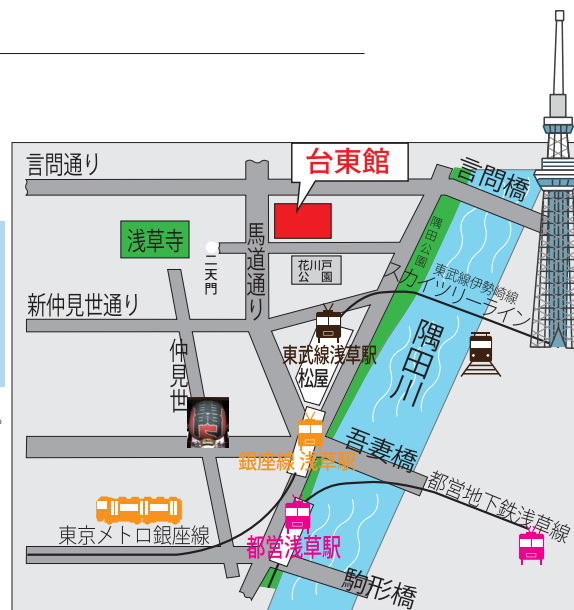 言問通り
台東館
言問橋
浅草寺
二天門
馬道通り
花川戸
公園
隅田公園
東武線伊勢崎線
スカイツリーライン
新仲見世通り
仲見世
東武線浅草駅
松屋
隅田川
銀座線 浅草駅
吾妻橋
都営地下鉄浅草線
東京メトロ銀座線
都営浅草駅
駒形橋